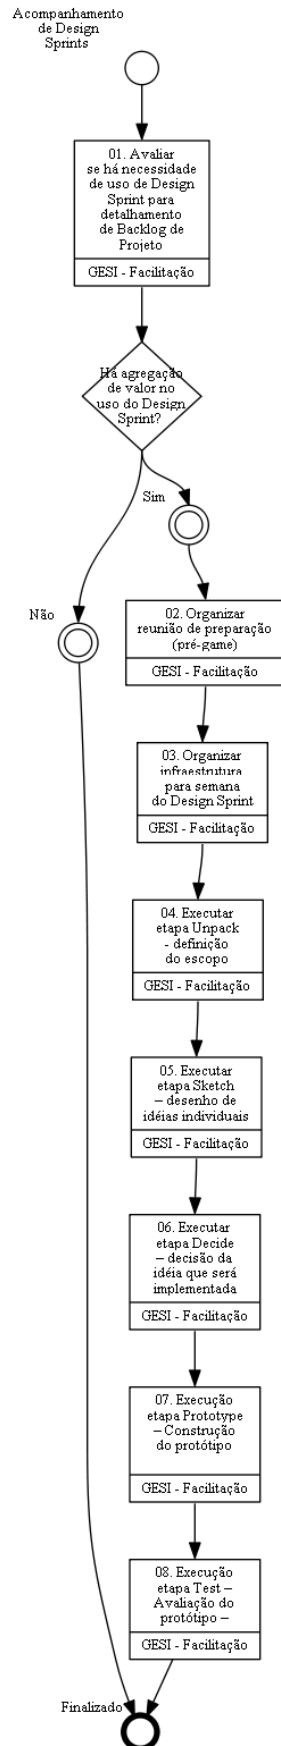 Acompanhamento
de Design
Sprints
01. Avaliar
se há necessidade
de uso de Design
Sprint para
detalhamento
de Backlog de
Projeto
GESI - Facilitação
Há agregação
de valor no
uso do Design
Sprint?
Sim
Não
02. Organizar
reunião de preparação
(pré-game)
GESI - Facilitação
03. Organizar
infraestrutura
para semana
do Design Sprint
GESI - Facilitação
04. Executar
etapa Unpack
- definição
do escopo
GESI - Facilitação
05. Executar
etapa Sketch
– desenho de
idéias individuais
GESI - Facilitação
06. Executar
etapa Decide
– decisão da
idéia que será
implementada
GESI - Facilitação
07. Execução
etapa Prototype
– Construção
do protótipo
GESI - Facilitação
08. Execução
etapa Test –
Avaliação do
protótipo –
GESI - Facilitação
Finalizado